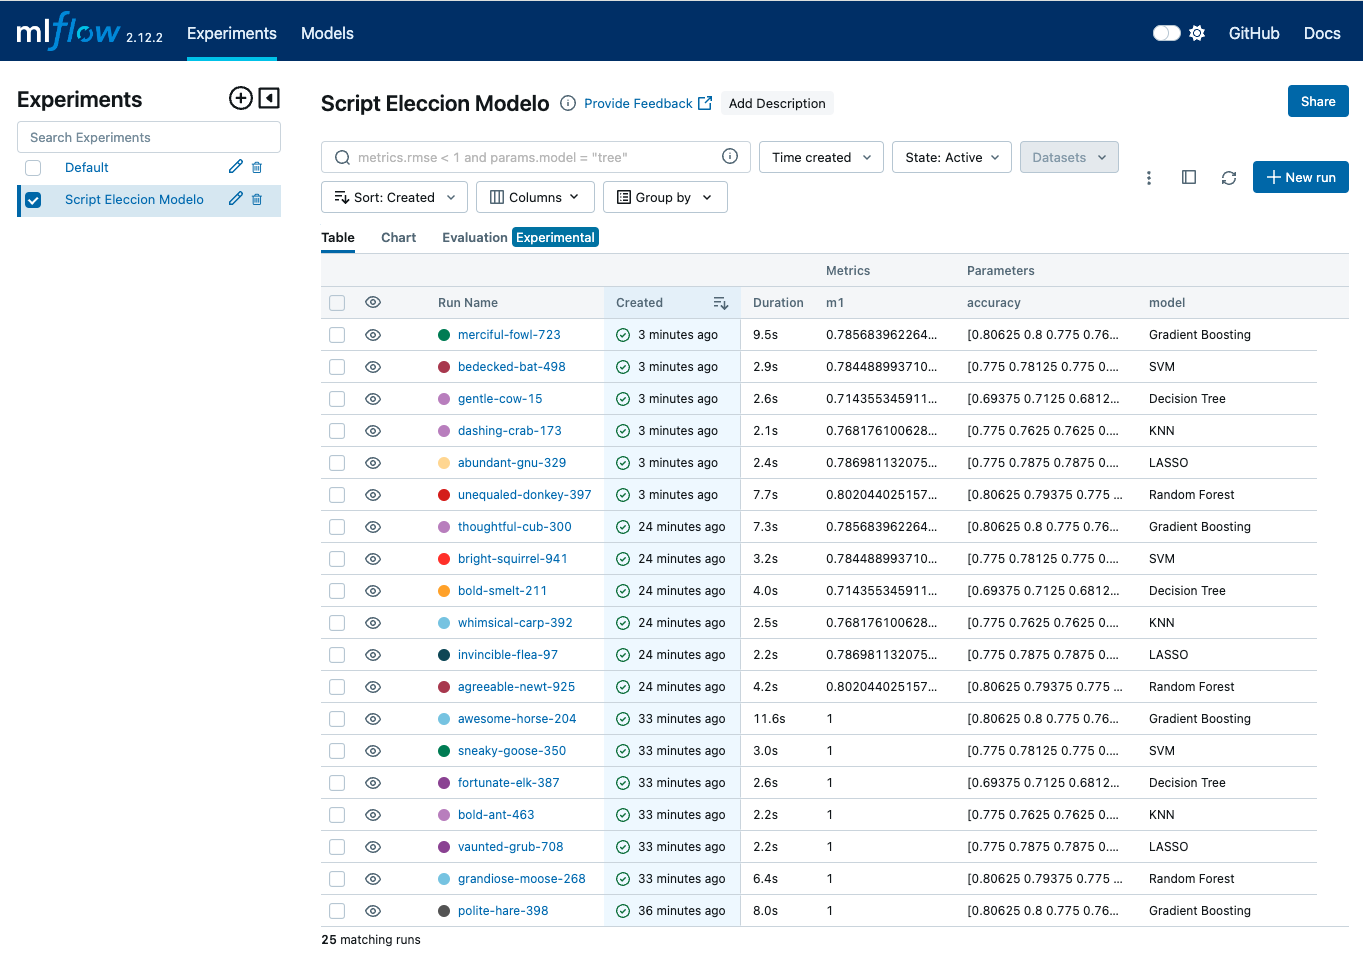 mlflow 2.12.2 Experiments Models GitHub Docs
Experiments
Search Experiments
Default
Script Eleccion Modelo
Script Eleccion Modelo Provide Feedback Add Description Share
metrics.rmse < 1 and params.model = "tree" Time created State: Active Datasets
Sort: Created Columns Group by New run
Table Chart Evaluation Experimental
Metrics Parameters
Run Name Created Duration m1 accuracy model
merciful-fowl-723 3 minutes ago 9.5s 0.785683962264... [0.80625 0.8 0.775 0.76... Gradient Boosting
bedecked-bat-498 3 minutes ago 2.9s 0.784488993710... [0.775 0.78125 0.775 0.... SVM
gentle-cow-15 3 minutes ago 2.6s 0.714355345911... [0.69375 0.7125 0.6812... Decision Tree
dashing-crab-173 3 minutes ago 2.1s 0.768176100628... [0.775 0.7625 0.7625 0.... KNN
abundant-gnu-329 3 minutes ago 2.4s 0.786981132075... [0.775 0.7875 0.7875 0.... LASSO
unequaled-donkey-397 3 minutes ago 7.7s 0.802044025157... [0.80625 0.79375 0.775 ... Random Forest
thoughtful-cub-300 24 minutes ago 7.3s 0.785683962264... [0.80625 0.8 0.775 0.76... Gradient Boosting
bright-squirrel-941 24 minutes ago 3.2s 0.784488993710... [0.775 0.78125 0.775 0.... SVM
bold-smelt-211 24 minutes ago 4.0s 0.714355345911... [0.69375 0.7125 0.6812... Decision Tree
whimsical-carp-392 24 minutes ago 2.5s 0.768176100628... [0.775 0.7625 0.7625 0.... KNN
invincible-flea-97 24 minutes ago 2.2s 0.786981132075... [0.775 0.7875 0.7875 0.... LASSO
agreeable-newt-925 24 minutes ago 4.2s 0.802044025157... [0.80625 0.79375 0.775 ... Random Forest
awesome-horse-204 33 minutes ago 11.6s 1 [0.80625 0.8 0.775 0.76... Gradient Boosting
sneaky-goose-350 33 minutes ago 3.0s 1 [0.775 0.78125 0.775 0.... SVM
fortunate-elk-387 33 minutes ago 2.6s 1 [0.69375 0.7125 0.6812... Decision Tree
bold-ant-463 33 minutes ago 2.2s 1 [0.775 0.7625 0.7625 0.... KNN
vaunted-grub-708 33 minutes ago 2.2s 1 [0.775 0.7875 0.7875 0.... LASSO
grandiose-moose-268 33 minutes ago 6.4s 1 [0.80625 0.79375 0.775 ... Random Forest
polite-hare-398 36 minutes ago 8.0s 1 [0.80625 0.8 0.775 0.76... Gradient Boosting
25 matching runs